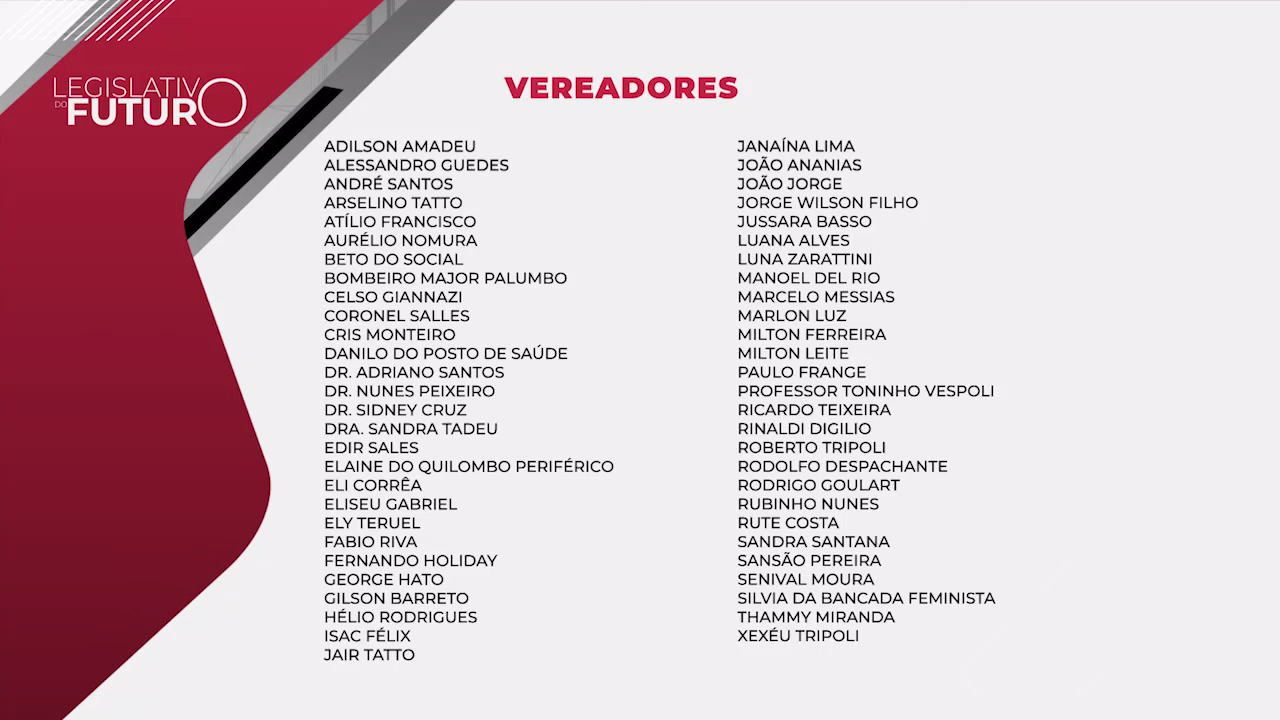 LEGISLATIVO
DO FUTURO
VEREADORES
ADILSON AMADEU
ALESSANDRO GUEDES
ANDRÉ SANTOS
ARSELINO TATTO
ATÍLIO FRANCISCO
AURÉLIO NOMURA
BETO DO SOCIAL
BOMBEIRO MAJOR PALUMBO
CELSO GIANNAZI
CORONEL SALLES
CRIS MONTEIRO
DANILO DO POSTO DE SAÚDE
DR. ADRIANO SANTOS
DR. NUNES PEIXEIRO
DR. SIDNEY CRUZ
DRA. SANDRA TADEU
EDIR SALES
ELAINE DO QUILOMBO PERIFÉRICO
ELI CORRÊA
ELISEU GABRIEL
ELY TERUEL
FABIO RIVA
FERNANDO HOLIDAY
GEORGE HATO
GILSON BARRETO
HÉLIO RODRIGUES
ISAC FÉLIX
JAIR TATTO
JANAÍNA LIMA
JOÃO ANANIAS
JOÃO JORGE
JORGE WILSON FILHO
JUSSARA BASSO
LUANA ALVES
LUNA ZARATTINI
MANOEL DEL RIO
MARCELO MESSIAS
MARLON LUZ
MILTON FERREIRA
MILTON LEITE
PAULO FRANGE
PROFESSOR TONINHO VESPOLI
RICARDO TEIXEIRA
RINALDI DIGILIO
ROBERTO TRIPOLI
RODOLFO DESPACHANTE
RODRIGO GOULART
RUBINHO NUNES
RUTE COSTA
SANDRA SANTANA
SANSÃO PEREIRA
SENIVAL MOURA
SILVIA DA BANCADA FEMINISTA
THAMMY MIRANDA
XEXÉU TRIPOLI